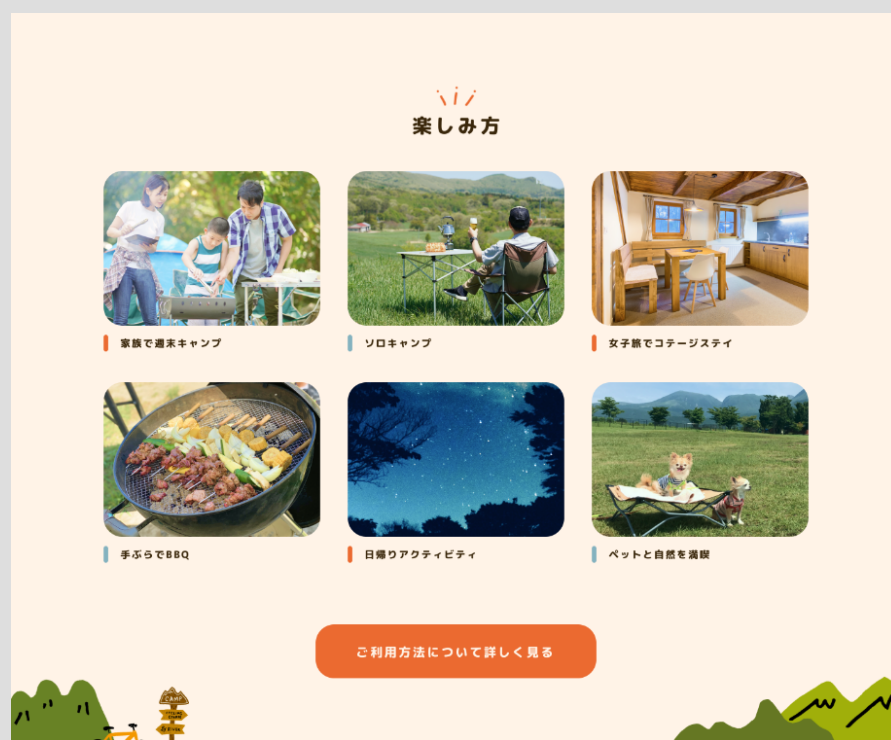 楽しみ方
家族で週末キャンプ
ソロキャンプ
女子旅でコテージステイ
手ぶらでBBQ
日帰りアクティビティ
ペットと自然を満喫
ご利用方法について詳しく見る
CAMP